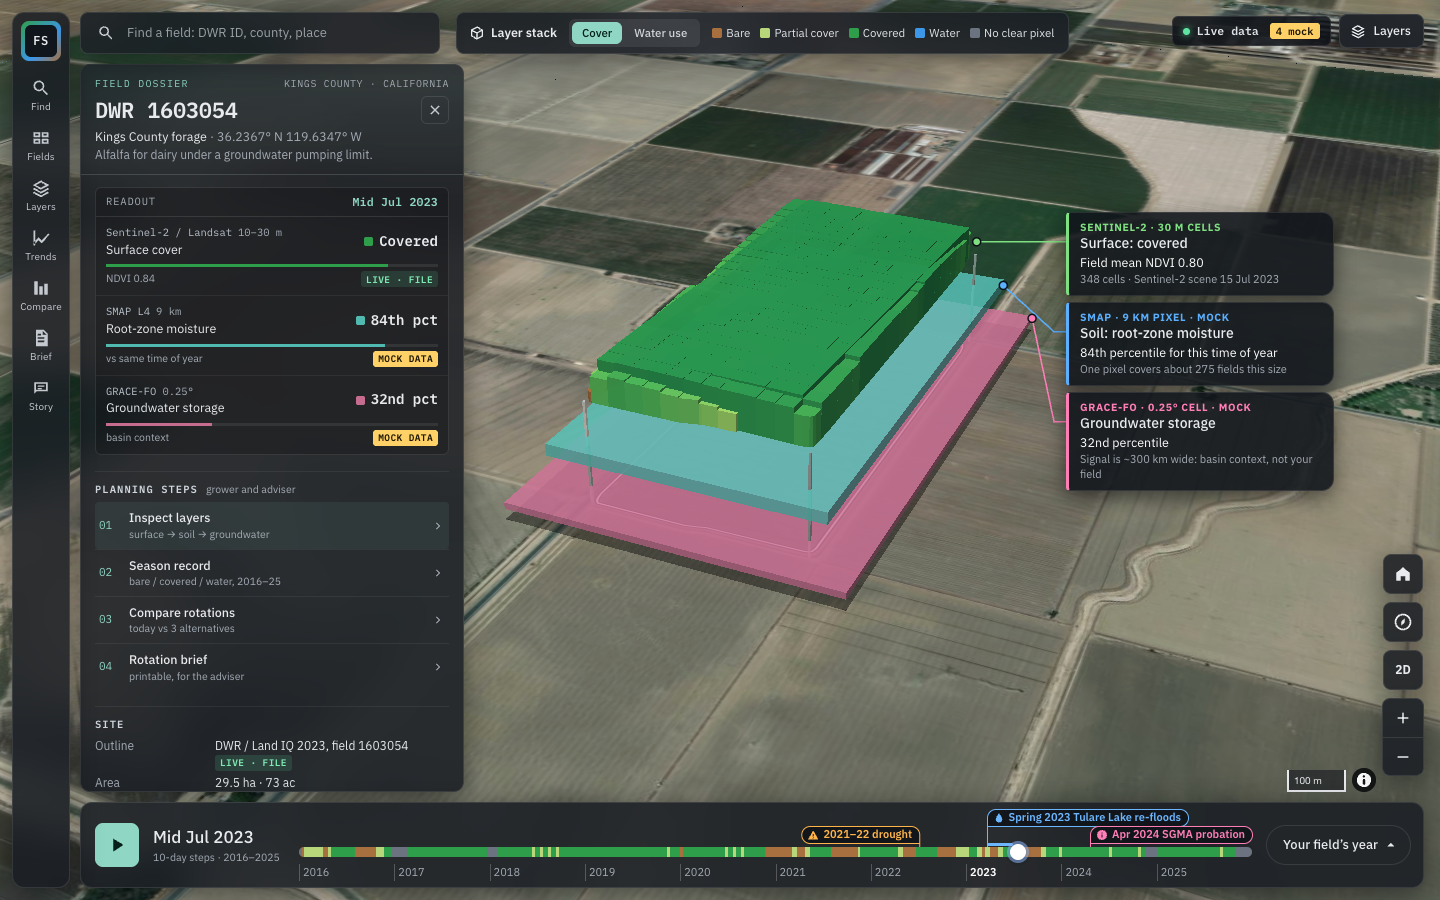 FS
Find a field: DWR ID, county, place
Layer stack
Cover
Water use
Bare
Partial cover
Covered
Water
No clear pixel
Live data
4 mock
Layers
Find
Fields
Layers
Trends
Compare
Brief
Story
FIELD DOSSIER
KINGS COUNTY · CALIFORNIA
DWR 1603054
Kings County forage · 36.2367° N 119.6347° W
Alfalfa for dairy under a groundwater pumping limit.
READOUT
Mid Jul 2023
Sentinel-2 / Landsat 10–30 m
Surface cover
Covered
NDVI 0.84
LIVE · FILE
SMAP L4 9 km
Root-zone moisture
84th pct
vs same time of year
MOCK DATA
GRACE-FO 0.25°
Groundwater storage
32nd pct
basin context
MOCK DATA
PLANNING STEPS grower and adviser
01
Inspect layers
surface → soil → groundwater
02
Season record
bare / covered / water, 2016–25
03
Compare rotations
today vs 3 alternatives
04
Rotation brief
printable, for the adviser
SITE
Outline
DWR / Land IQ 2023, field 1603054
LIVE · FILE
Area
29.5 ha · 73 ac
SENTINEL-2 · 30 M CELLS
Surface: covered
Field mean NDVI 0.80
348 cells · Sentinel-2 scene 15 Jul 2023
SMAP · 9 KM PIXEL · MOCK
Soil: root-zone moisture
84th percentile for this time of year
One pixel covers about 275 fields this size
GRACE-FO · 0.25° CELL · MOCK
Groundwater storage
32nd percentile
Signal is ~300 km wide: basin context, not your
field
2D
100 m
Mid Jul 2023
10-day steps · 2016–2025
Spring 2023 Tulare Lake re-floods
2021–22 drought
Apr 2024 SGMA probation
2016
2017
2018
2019
2020
2021
2022
2023
2024
2025
Your field's year